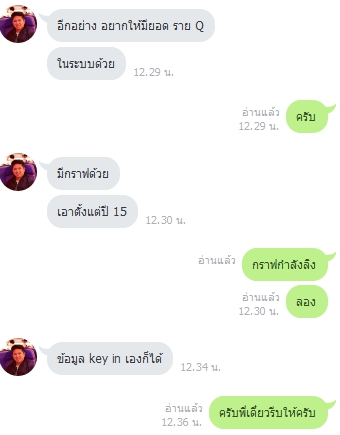 อีกอย่าง อยากให้มียอด ราย Q
ในระบบด้วย
12.29 น.
อ่านแล้ว
12.29 น.
ครับ
มีกราฟด้วย
เอาตั้งแต่ปี 15
12.30 น.
อ่านแล้ว
กราฟกำลังลิง
อ่านแล้ว
12.30 น.
ลอง
ข้อมูล key in เองก็ได้
12.34 น.
อ่านแล้ว
12.36 น.
ครับพี่เดี่ยวรีบให้ครับ